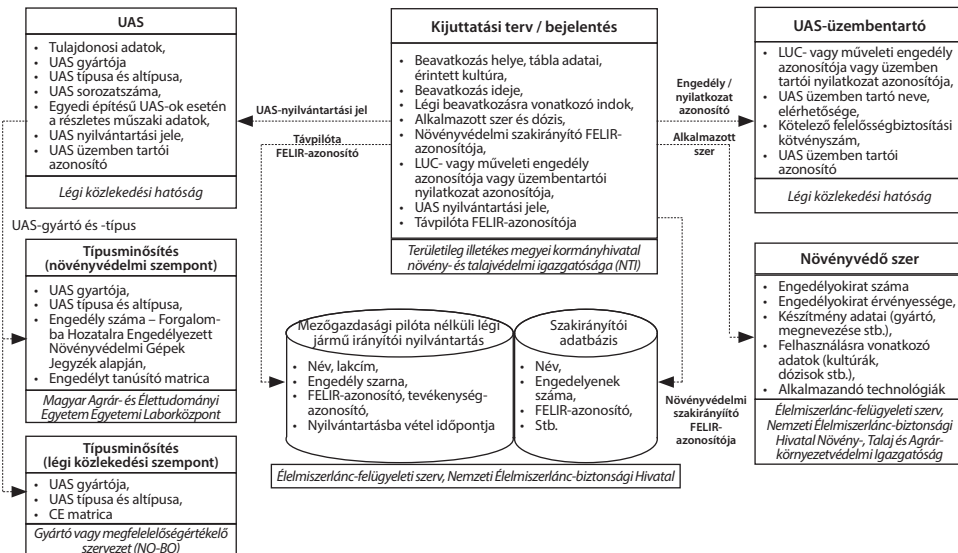 UAS
• Tulajdonosi adatok,
• UAS gyártója
• UAS típusa és altípusa,
• UAS sorozatszáma,
• Egyedi építésű UAS-ok esetén
a részletes műszaki adatok,
• UAS nyilvántartási jele,
• UAS üzemben tartói
azonosító
Légi közlekedési hatóság
UAS-gyártó és -típus
Típusminősítés
(növényvédelmi szempont)
• UAS gyartója,
• UAS típusa és altípusa,
• Engedély száma – Forgalom-
ba Hozatalra Engedélyezett
Növényvédelmi Gépek
Jegyzék alapján,
• Engedélyt tanúsító matrica
Magyar Agrár- és Élettudományi
Egyetem Egyetemi Laborközpont
Típusminősítés
(légi közlekedési szempont)
• UAS gyártója,
• UAS típusa és altípusa,
• CE matrica
Gyártó vagy megfelelelőségértékelő
szervezet (NO-BO)
UAS-nyilvántartási jel
Távpilóta
FELIR-azonosító
Kijuttatási terv / bejelentés
• Beavatkozás helye, tábla adatai,
érintett kultúra,
• Beavatkozás ideje,
• Légi beavatkozásra vonatkozó indok,
• Alkalmazott szer és dózis,
• Növényvédelmi szakirányító FELIR-
azonosítója,
• LUC- vagy műveleti engedély
azonosítója vagy üzembentartói
nyilatkozat azonosítója,
• UAS nyilvántartási jele,
• Távpilóta FELIR-azonosítója
Területileg illetékes megyei kormányhivatal
növény- és talajvédelmi igazgatósága (NTI)
Mezőgazdasági pilóta nélküli légi
jármű irányítói nyilvántartás
• Név, lakcím,
• Engedély szarna,
• FELIR-azonosító, tevékenység-
azonosító,
• Nyilvántartásba vétel időpontja
Szakirányítói
adatbázis
• Név,
• Engedelyenek
száma,
• FELIR-azonosító,
• Stb.
Élelmiszerlánc-felügyeleti szerv, Nemzeti Élelmiszerlánc-biztonsági Hivatal
Engedély /
nyilatkozat
azonosító
Alkalmazott
szer
Növényvédelmi
szakirányíító
FELIR-
azonosítója
UAS-üzembentartó
• LUC- vagy műveleti engedély
azonosítója vagy üzemben
tartói nyilatkozat azonosítója,
• UAS üzemben tartó neve,
elérhetősége,
• Kötelező felelősségbiztosítási
kötvényszám,
• UAS üzemben tartói
azonosító
Légi közlekedési hatóság
Növényvédő szer
• Engedélyokirat száma
• Engedélyokirat érvényessége,
• Készítmény adatai (gyártó,
megnevezése stb.),
• Felhasználásra vonatkozó
adatok (kultúrák,
dózisok stb.),
• Alkalmazandó technológiák
Élelmiszerlánc-felügyeleti szerv,
Nemzeti Élelmiszerlánc-biztonsági
Hivatal Növény-, Talaj és Agrár-
környezetvédelmi Igazgatóság